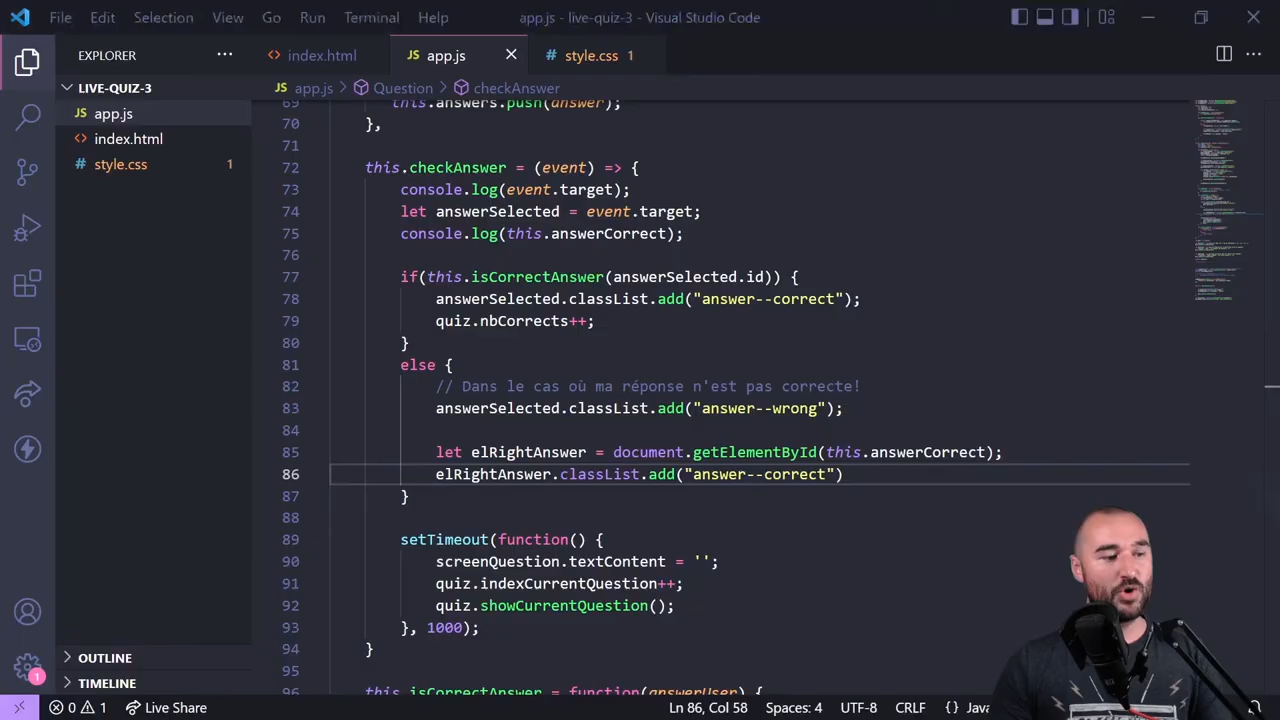 File Edit Selection View Go Run Terminal Help app.js - live-quiz-3 - Visual Studio Code
EXPLORER
index.html
JS app.js
# style.css 1
LIVE-QUIZ-3
JS app.js
index.html
# style.css 1
JS app.js > Question > checkAnswer
69 this.answers.push(answer);
70 },
71
72 this.checkAnswer = (event) => {
73 console.log(event.target);
74 let answerSelected = event.target;
75 console.log(this.answerCorrect);
76
77 if(this.isCorrectAnswer(answerSelected.id)) {
78 answerSelected.classList.add("answer--correct");
79 quiz.nbCorrects++;
80 }
81 else {
82 // Dans le cas où ma réponse n'est pas correcte!
83 answerSelected.classList.add("answer--wrong");
84
85 let elRightAnswer = document.getElementById(this.answerCorrect);
86 elRightAnswer.classList.add("answer--correct")
87 }
88
89 setTimeout(function() {
90 screenQuestion.textContent = '';
91 quiz.indexCurrentQuestion++;
92 quiz.showCurrentQuestion();
93 }, 1000);
94 }
95
96 this.isCorrectAnswer = function(answerUser) {
OUTLINE
TIMELINE
1
0 1 Live Share Ln 86, Col 58 Spaces: 4 UTF-8 CRLF {} Java